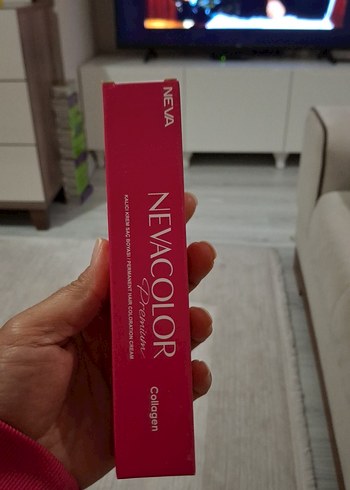 NEVA
NEVACOLOR
Premium
KALICI KREM SAÇ BOYASI / PERMANENT HAIR COLORATION CREAM
Collagen